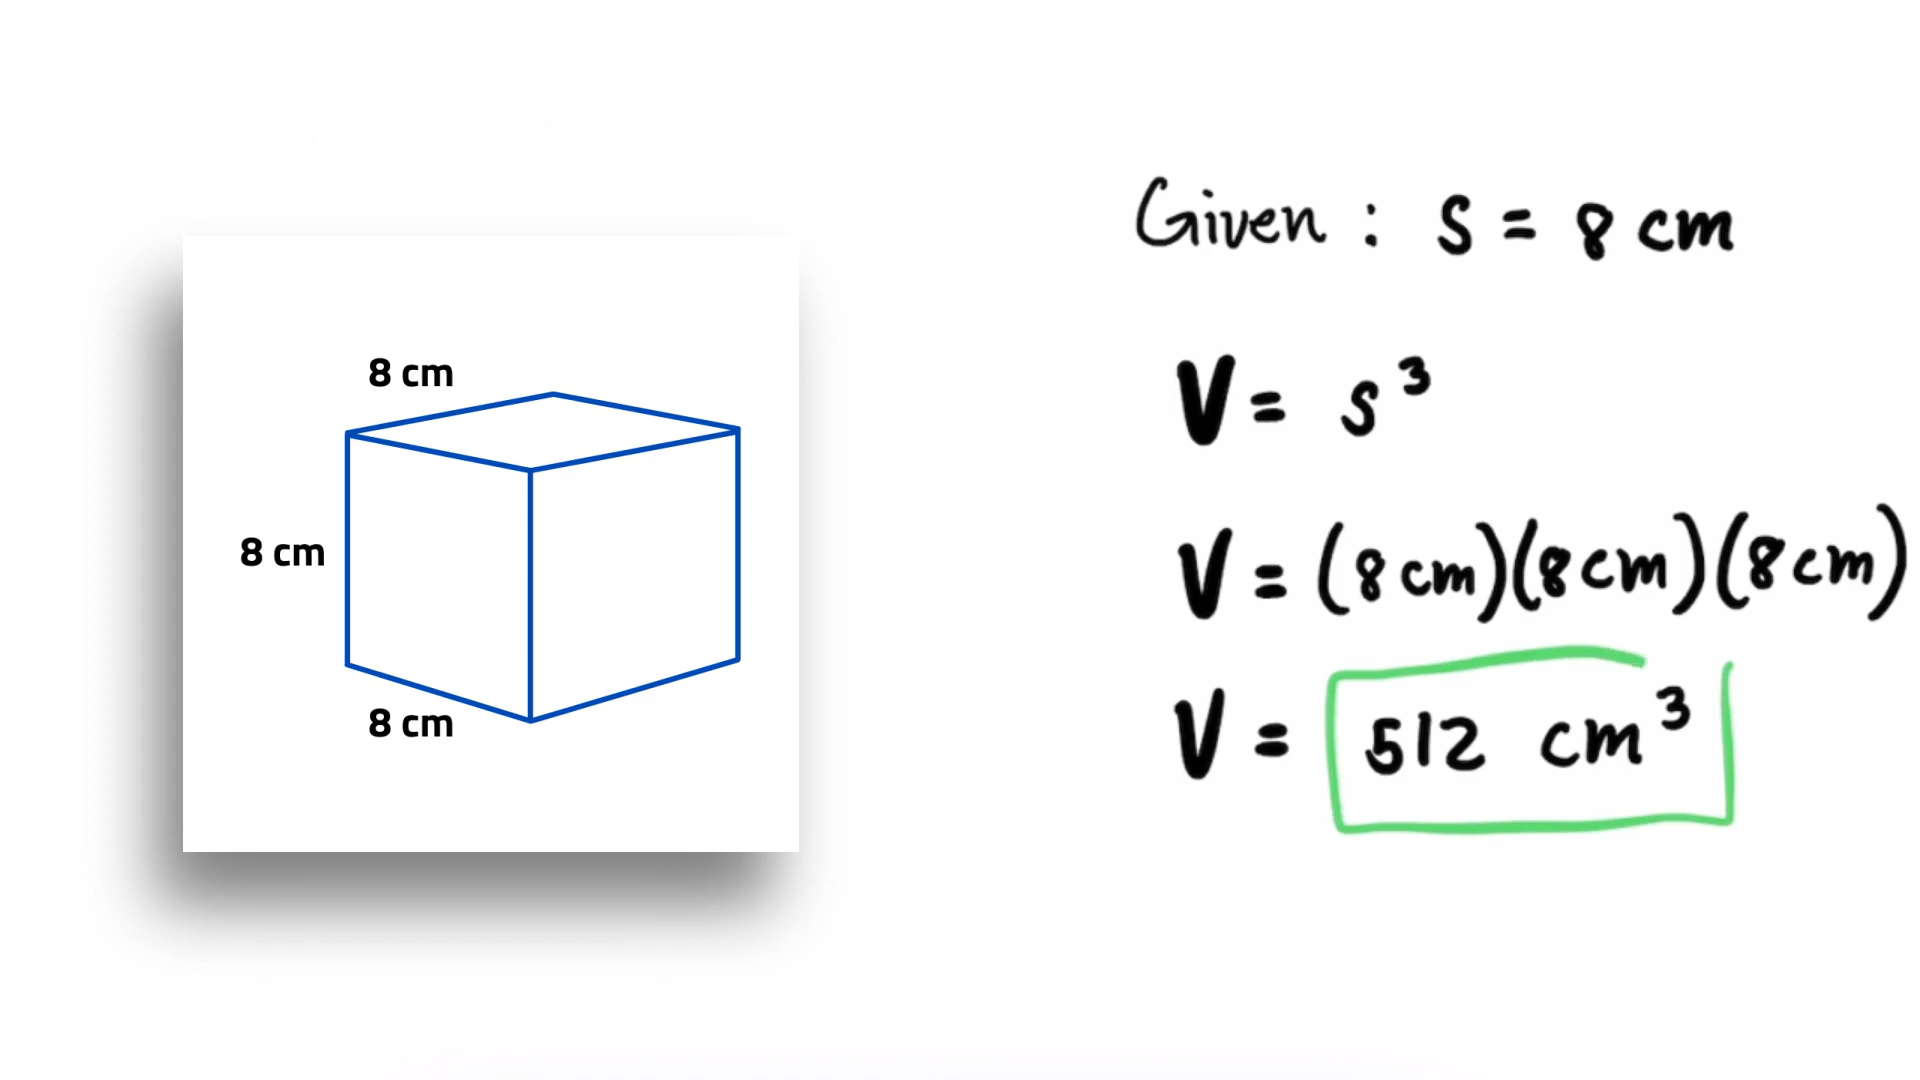 8 cm
8 cm
8 cm
Given : s = 8 cm
V = s³
V = (8 cm)(8 cm)(8 cm)
V = 512 cm³